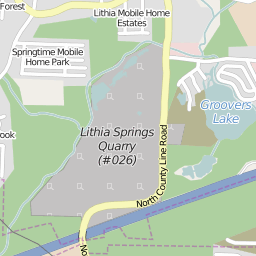 Forest
Lithia Mobile Home
Estates
Springtime Mobile
Home Park
Groovers
Lake
Lithia Springs
Quarry
(#026)
ook
North County Line Road
No